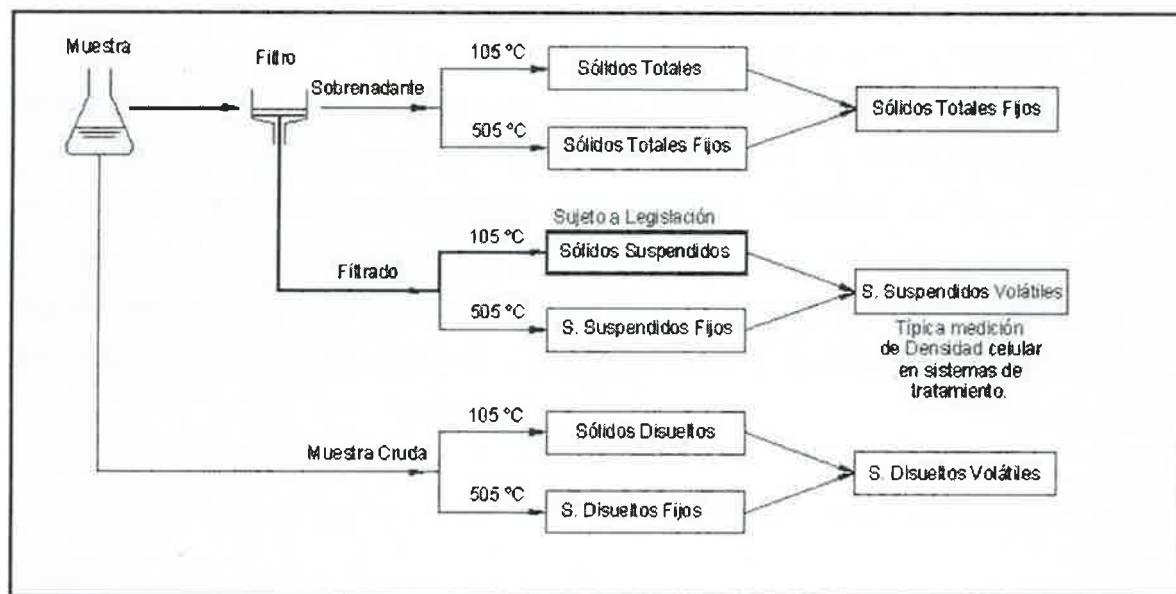 Muestra
Filtro
Sobrenadante
105 °C
Sólidos Totales
505 °C
Sólidos Totales Fijos
Sólidos Totales Fijos
Sujeto a Legislación
Filtrado
105 °C
Sólidos Suspendidos
505 °C
S. Suspendidos Fijos
S. Suspendidos Volátiles
Típica medición
de Densidad celular
en sistemas de
tratamiento.
Muestra Cruda
105 °C
Sólidos Disueltos
505 °C
S. Disueltos Fijos
S. Disueltos Volátiles